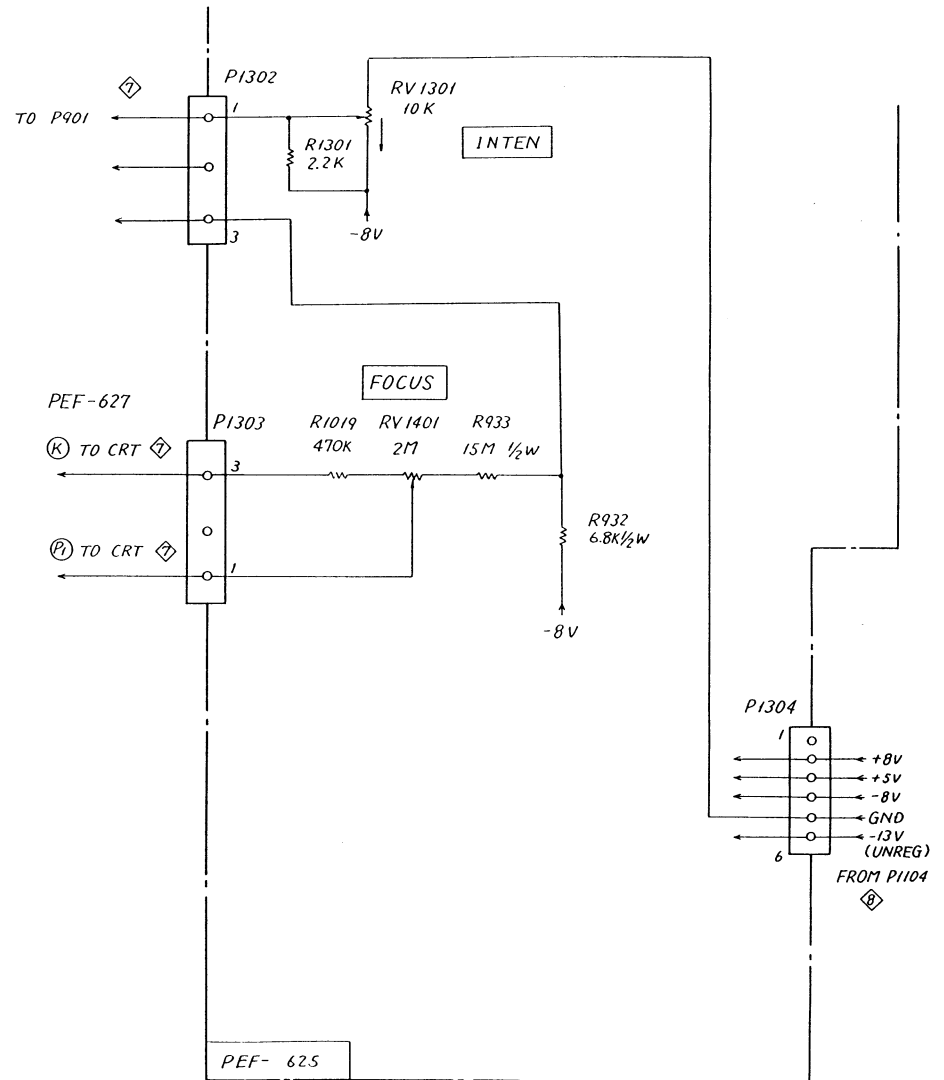 P1302
7
TO P901
1
3
RV 1301
10K
R1301
2.2K
INTEN
-8V
FOCUS
PEF-627
P1303
R1019
470K
RV1401
2M
R933
15M ½W
K TO CRT 7
3
R932
6.8K½W
P1 TO CRT 7
1
-8V
P1304
1
+8V
+5V
-8V
GND
-13V
(UNREG)
6
FROM P1104
8
PEF- 625